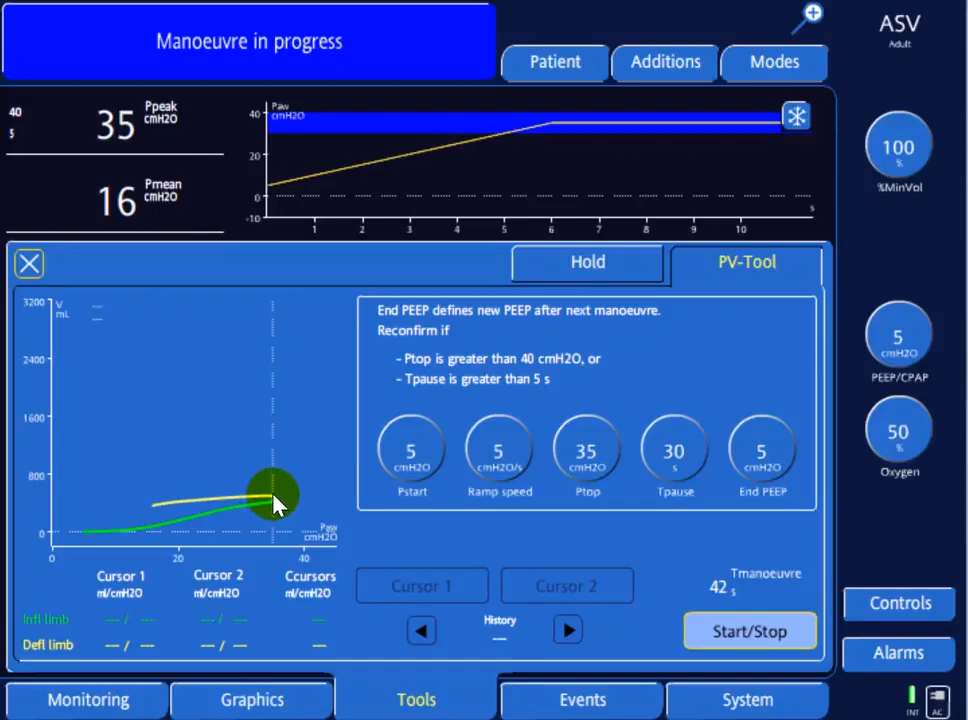 Manoeuvre in progress
Patient
Additions
Modes
ASV
Adult
40
s
35
Ppeak
cmH2O
16
Pmean
cmH2O
Paw
cmH2O
40
20
0
-10
1 2 3 4 5 6 7 8 9 10
s
100
%
%MinVol
5
cmH2O
PEEP/CPAP
50
%
Oxygen
Hold
PV-Tool
3200
2400
1600
800
0
V
mL
---
---
0 20 40
Paw
cmH2O
End PEEP defines new PEEP after next manoeuvre.
Reconfirm if
- Ptop is greater than 40 cmH2O, or
- Tpause is greater than 5 s
5
cmH2O
Pstart
5
cmH2O/s
Ramp speed
35
cmH2O
Ptop
30
s
Tpause
5
cmH2O
End PEEP
Cursor 1
ml/cmH2O
Cursor 2
ml/cmH2O
Ccursors
ml/cmH2O
Infl limb --- / --- --- / --- ---
Defl limb --- / --- --- / --- ---
Cursor 1
Cursor 2
History
---
42 s
Tmanoeuvre
Start/Stop
Controls
Alarms
Monitoring
Graphics
Tools
Events
System
INT
AC